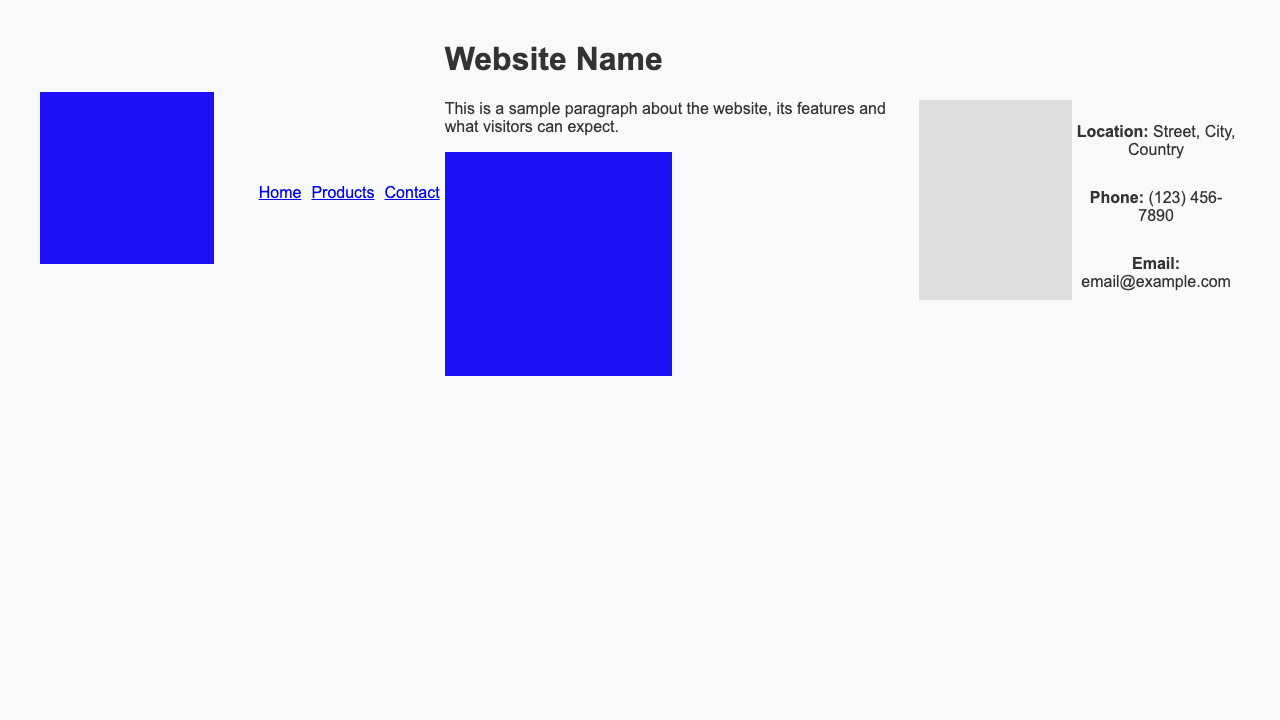 Home Products Contact
Website Name
This is a sample paragraph about the website, its features and
what visitors can expect.
Location: Street, City,
Country
Phone: (123) 456-
7890
Email:
email@example.com